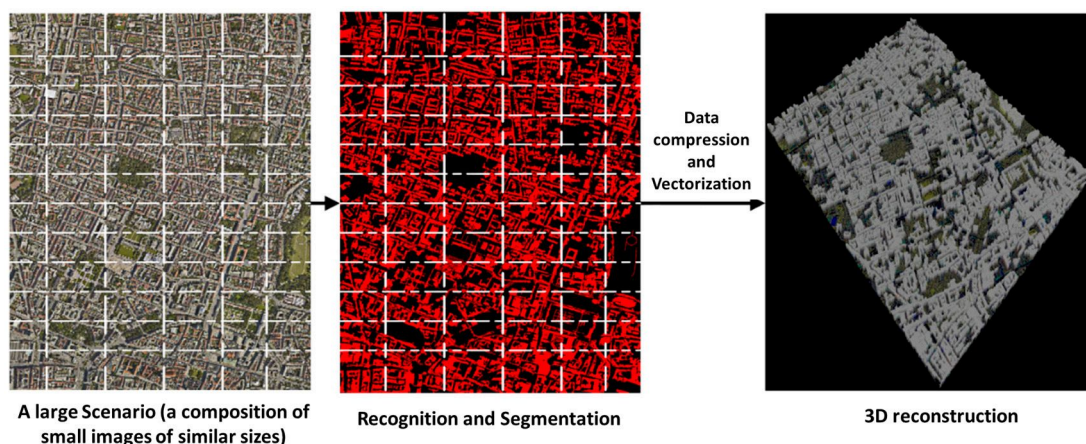 Data
compression
and
Vectorization
A large Scenario (a composition of
small images of similar sizes)
Recognition and Segmentation
3D reconstruction